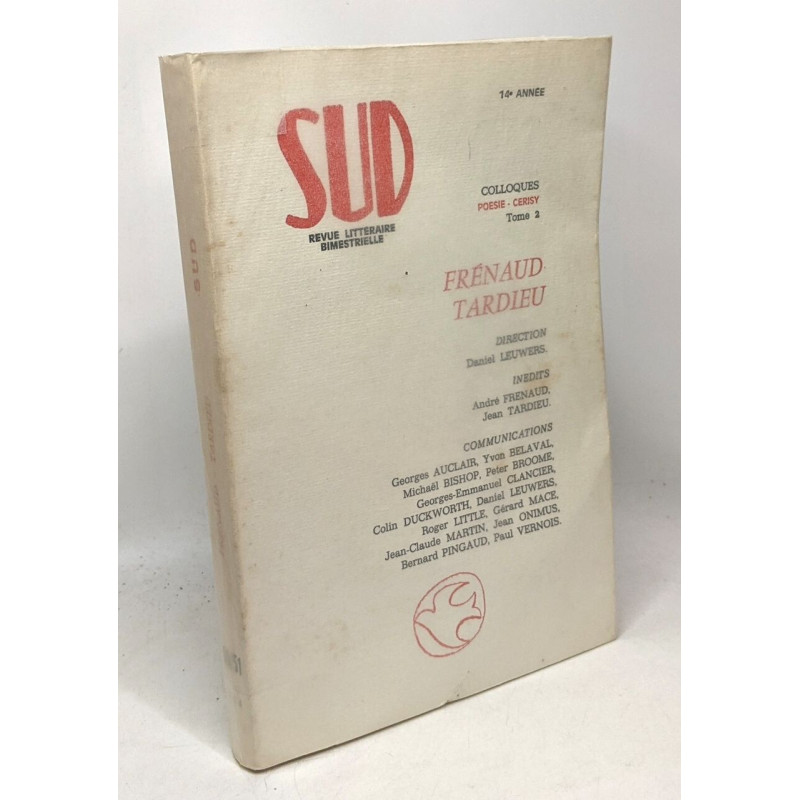 SUD
REVUE LITTÉRAIRE
BIMESTRIELLE
14e ANNÉE
COLLOQUES
POESIE - CERISY
Tome 2
FRÉNAUD
TARDIEU
DIRECTION
Daniel LEUWERS.
INEDITS
André FRENAUD,
Jean TARDIEU.
COMMUNICATIONS
Georges AUCLAIR, Yvon BELAVAL,
Michaël BISHOP, Peter BROOME,
Georges-Emmanuel CLANCIER,
Colin DUCKWORTH, Daniel LEUWERS,
Roger LITTLE, Gérard MACE,
Jean-Claude MARTIN, Jean ONIMUS,
Bernard PINGAUD, Paul VERNOIS.
SUD